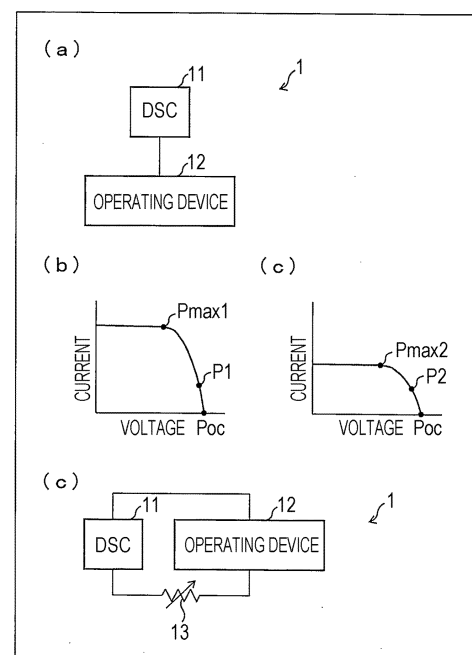 (a)
11
1
DSC
12
OPERATING DEVICE
(b)
(c)
Pmax1
P1
CURRENT
VOLTAGE Poc
Pmax2
P2
CURRENT
VOLTAGE Poc
(c)
11
12
1
DSC
OPERATING DEVICE
13